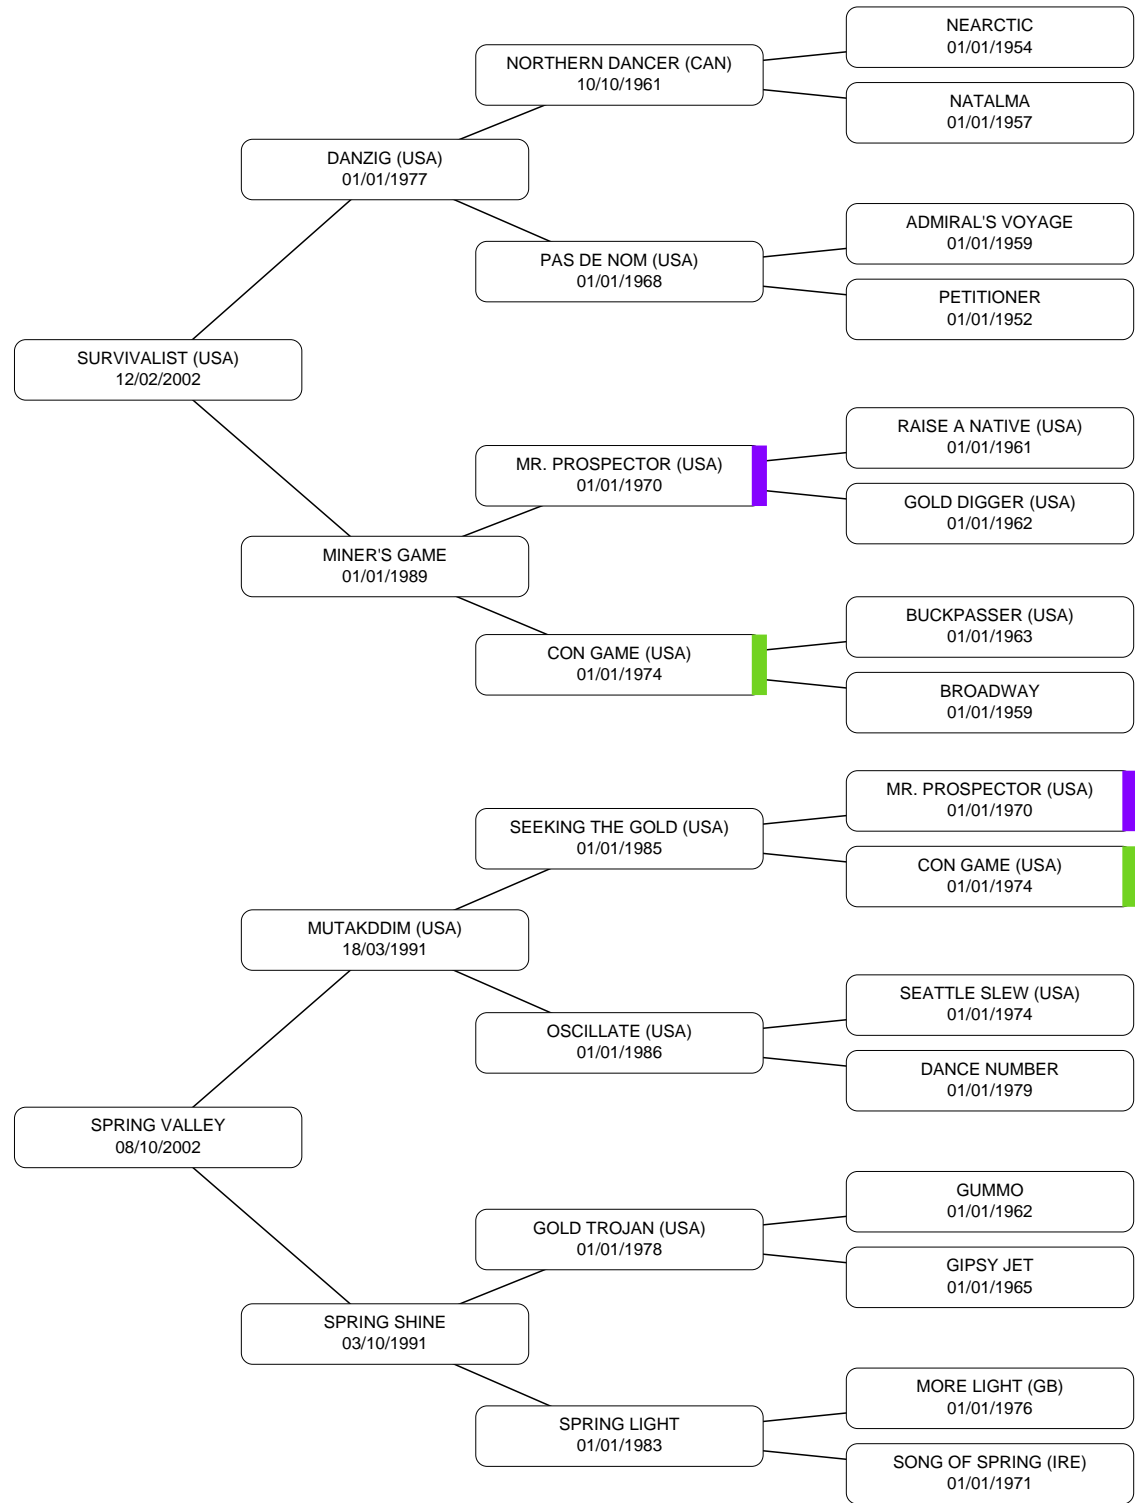 NEARCTIC
01/01/1954
NORTHERN DANCER (CAN)
10/10/1961
NATALMA
01/01/1957
DANZIG (USA)
01/01/1977
ADMIRAL'S VOYAGE
01/01/1959
PAS DE NOM (USA)
01/01/1968
PETITIONER
01/01/1952
SURVIVALIST (USA)
12/02/2002
RAISE A NATIVE (USA)
01/01/1961
MR. PROSPECTOR (USA)
01/01/1970
GOLD DIGGER (USA)
01/01/1962
MINER'S GAME
01/01/1989
BUCKPASSER (USA)
01/01/1963
CON GAME (USA)
01/01/1974
BROADWAY
01/01/1959
MR. PROSPECTOR (USA)
01/01/1970
SEEKING THE GOLD (USA)
01/01/1985
CON GAME (USA)
01/01/1974
MUTAKDDIM (USA)
18/03/1991
SEATTLE SLEW (USA)
01/01/1974
OSCILLATE (USA)
01/01/1986
DANCE NUMBER
01/01/1979
SPRING VALLEY
08/10/2002
GUMMO
01/01/1962
GOLD TROJAN (USA)
01/01/1978
GIPSY JET
01/01/1965
SPRING SHINE
03/10/1991
MORE LIGHT (GB)
01/01/1976
SPRING LIGHT
01/01/1983
SONG OF SPRING (IRE)
01/01/1971